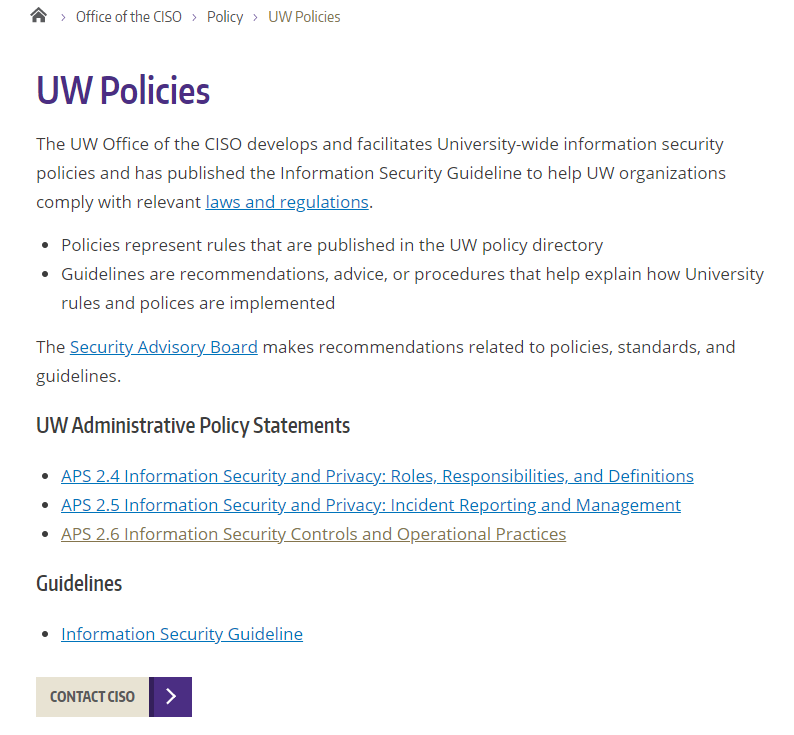 Office of the CISO > Policy > UW Policies
UW Policies
The UW Office of the CISO develops and facilitates University-wide information security
policies and has published the Information Security Guideline to help UW organizations
comply with relevant laws and regulations.
• Policies represent rules that are published in the UW policy directory
• Guidelines are recommendations, advice, or procedures that help explain how University
rules and polices are implemented
The Security Advisory Board makes recommendations related to policies, standards, and
guidelines.
UW Administrative Policy Statements
• APS 2.4 Information Security and Privacy: Roles, Responsibilities, and Definitions
• APS 2.5 Information Security and Privacy: Incident Reporting and Management
• APS 2.6 Information Security Controls and Operational Practices
Guidelines
• Information Security Guideline
CONTACT CISO